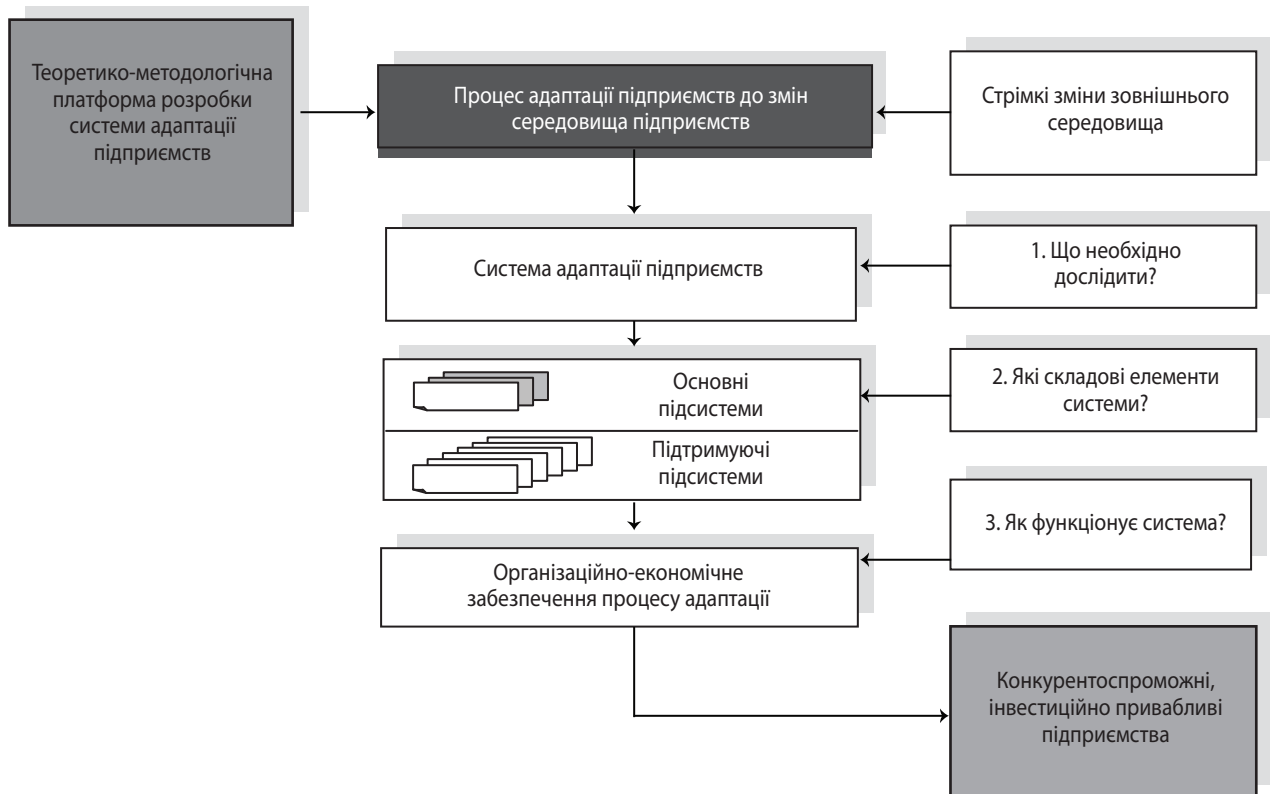 Теоретико-методологічна
платформа розробки
системи адаптації
підприємств
Процес адаптації підприємств до змін
середовища підприємств
Стрімкі зміни зовнішнього
середовища
Система адаптації підприємств
1. Що необхідно
дослідити?
Основні
підсистеми
2. Які складові елементи
системи?
Підтримуючі
підсистеми
3. Як функціонує система?
Організаційно-економічне
забезпечення процесу адаптації
Конкурентоспроможні,
інвестиційно привабливі
підприємства